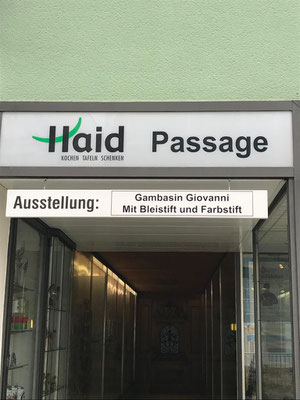 Haid Passage
KOCHEN TAFELN SCHENKEN
Ausstellung:
Gambasin Giovanni
Mit Bleistift und Farbstift